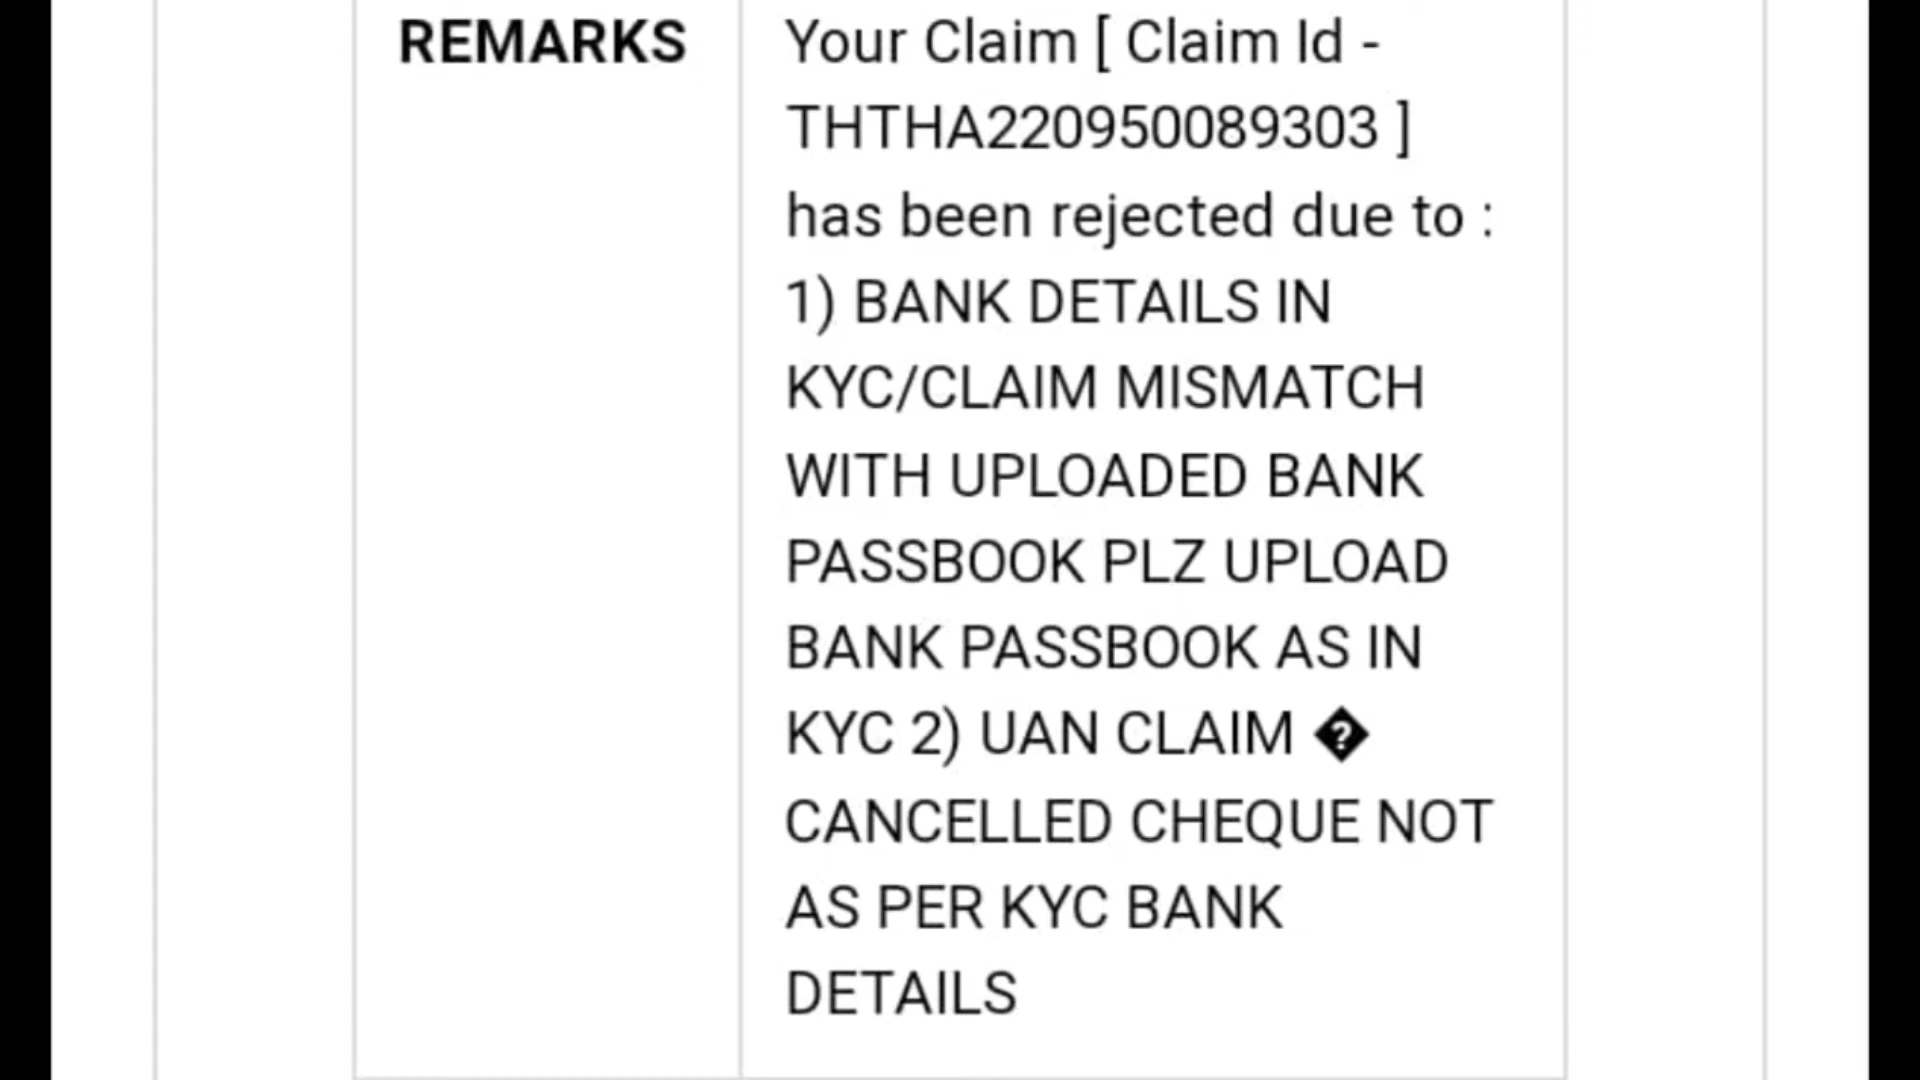 REMARKS
Your Claim [ Claim Id -
THTHA220950089303 ]
has been rejected due to :
1) BANK DETAILS IN
KYC/CLAIM MISMATCH
WITH UPLOADED BANK
PASSBOOK PLZ UPLOAD
BANK PASSBOOK AS IN
KYC 2) UAN CLAIM �
CANCELLED CHEQUE NOT
AS PER KYC BANK
DETAILS